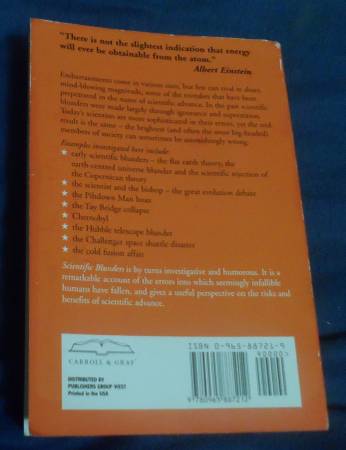 "There is not the slightest indication that energy
will ever be obtainable from the atom."
Albert Einstein
Embarrassments come in various sizes, but few can rival in sheer,
mind-blowing magnitude, some of the mistakes that have been
perpetrated in the name of scientific advance. In the past scientific
blunders were made largely through ignorance and superstition.
Today's scientists are more sophisticated in their errors, yet the end
result is the same – the brightest (and often the most big-headed)
members of society can sometimes be astonishingly wrong.
Examples investigated here include:
★ early scientific blunders – the flat earth theory, the
earth-centred universe blunder and the scientific rejection of
the Copernican theory
★ the scientist and the bishop – the great evolution debate
★ the Piltdown Man hoax
★ the Tay Bridge collapse
★ Chernobyl
★ the Hubble telescope blunder
★ the Challenger space shuttle disaster
★ the cold fusion affair
Scientific Blunders is by turns investigative and humorous. It is a
remarkable account of the errors into which seemingly infallible
humans have fallen, and gives a useful perspective on the risks and
benefits of scientific advance.
CARROLL & GRAF
DISTRIBUTED BY
PUBLISHERS GROUP WEST
Printed in the USA
ISBN 0-965-88721-9
90000>
9 780965 887212